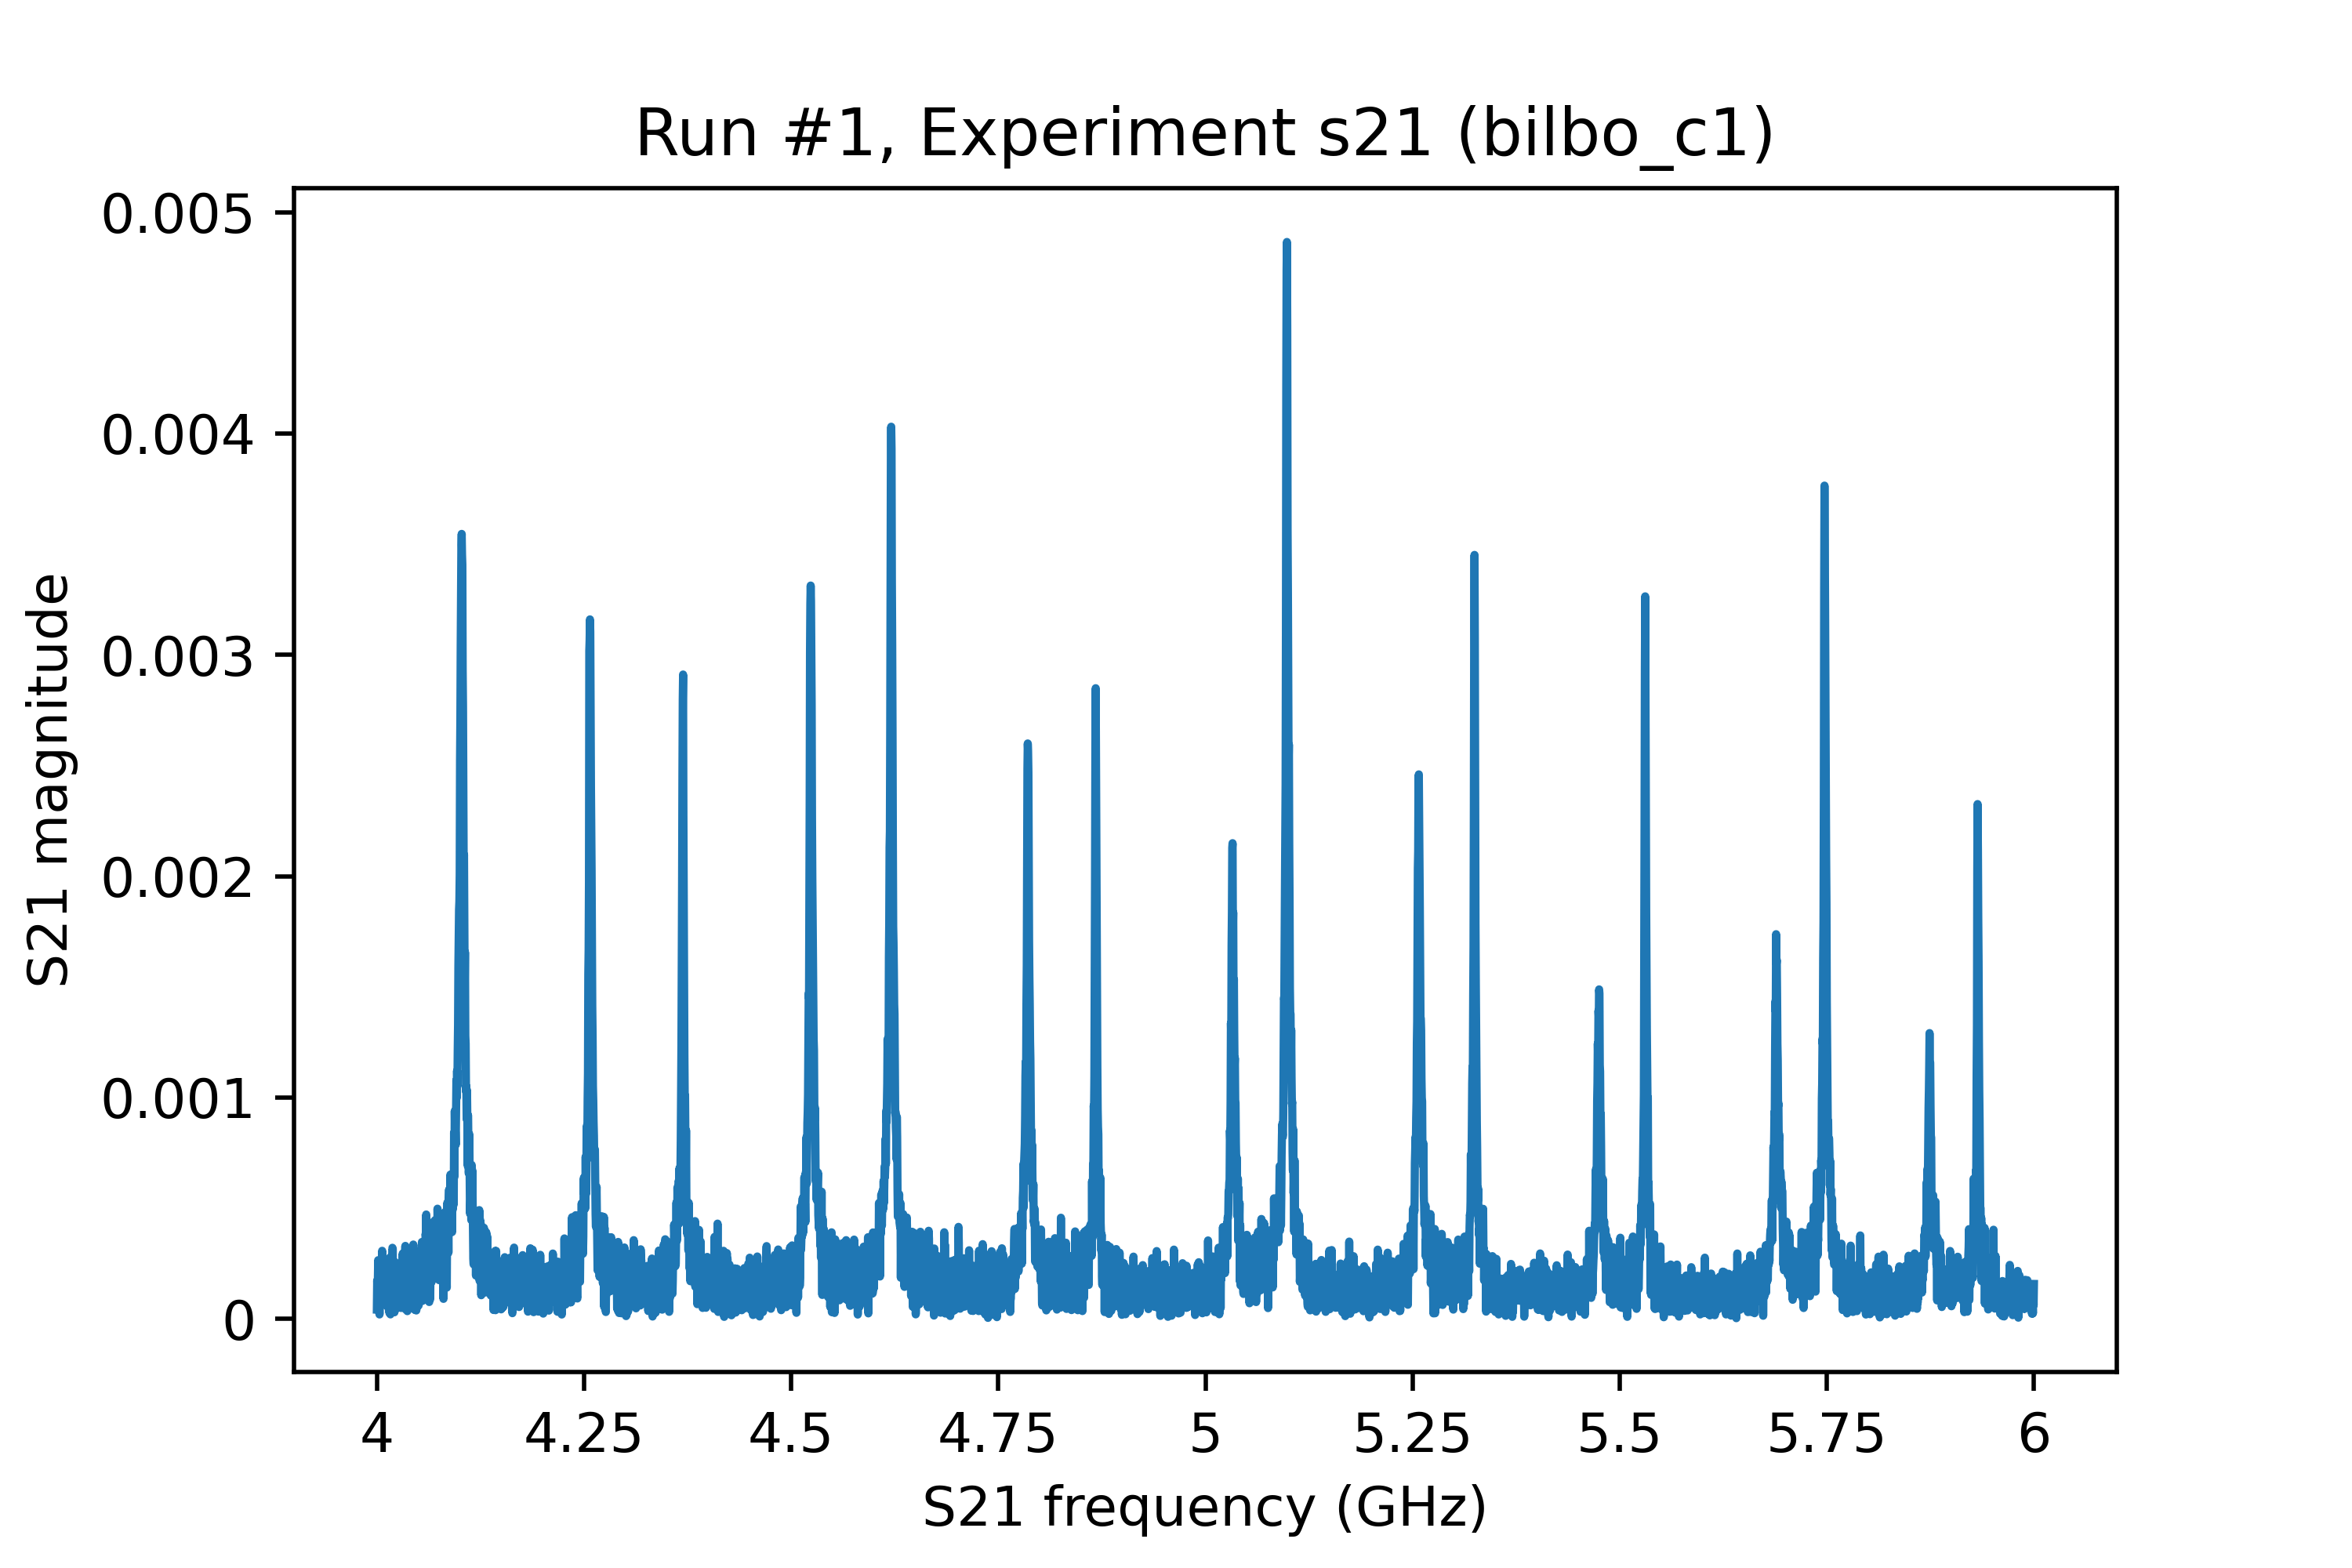 Run #1, Experiment s21 (bilbo_c1)
0.005
0.004
0.003
0.002
0.001
0
S21 magnitude
4 4.25 4.5 4.75 5 5.25 5.5 5.75 6
S21 frequency (GHz)